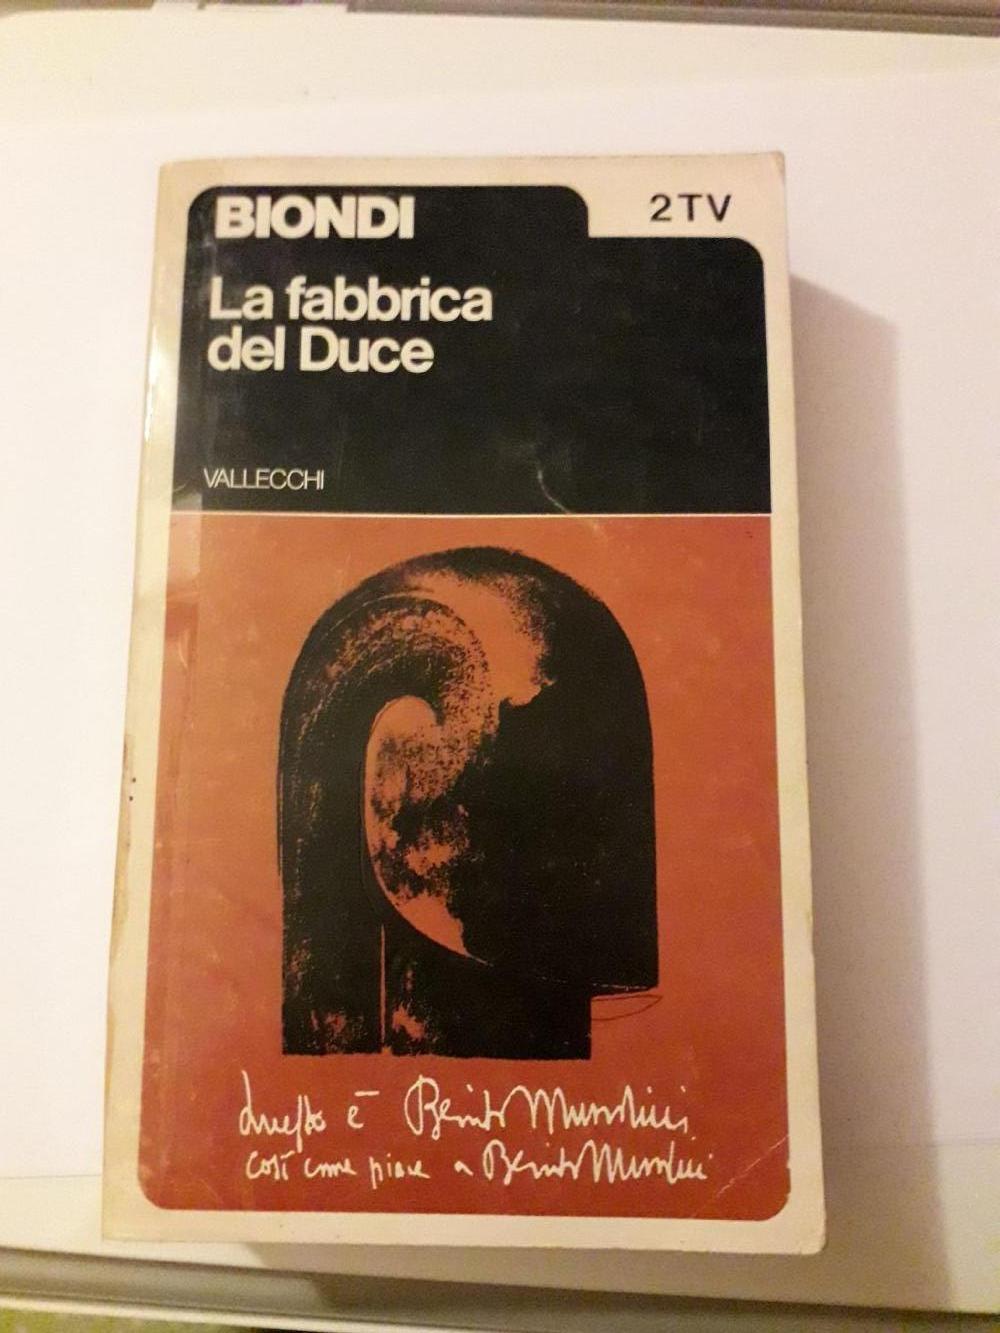 BIONDI
2TV
La fabbrica
del Duce
VALLECCHI
Questo è Benito Mussolini
così come piace a Benito Mussolini